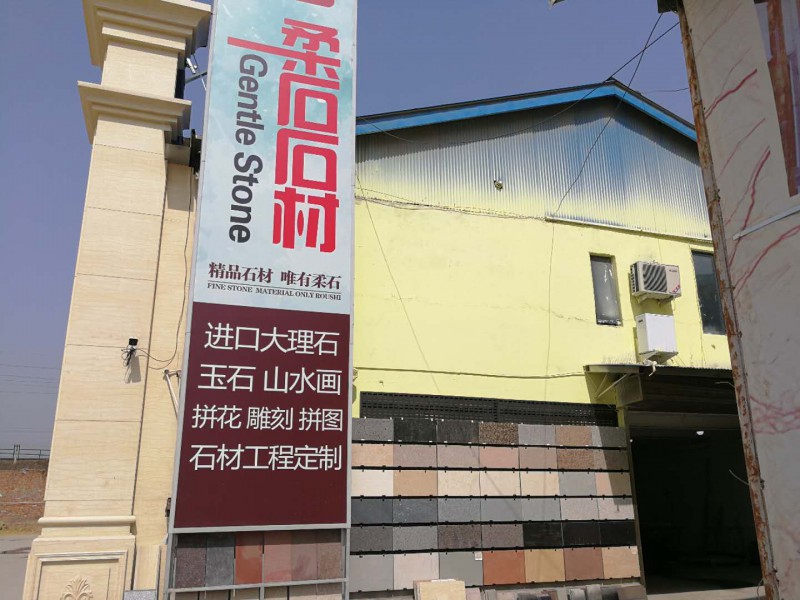 柔石石材
Gentle Stone
精品石材 唯有柔石
FINE STONE MATERIAL ONLY ROUSHI
进口大理石
玉石 山水画
拼花 雕刻 拼图
石材工程定制